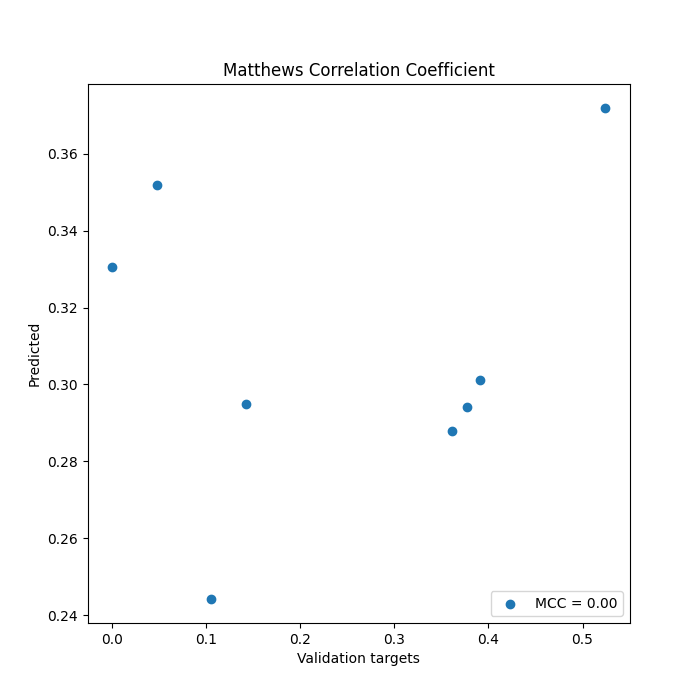 Matthews Correlation Coefficient
Predicted
0.36
0.34
0.32
0.30
0.28
0.26
0.24
MCC = 0.00
0.0 0.1 0.2 0.3 0.4 0.5
Validation targets